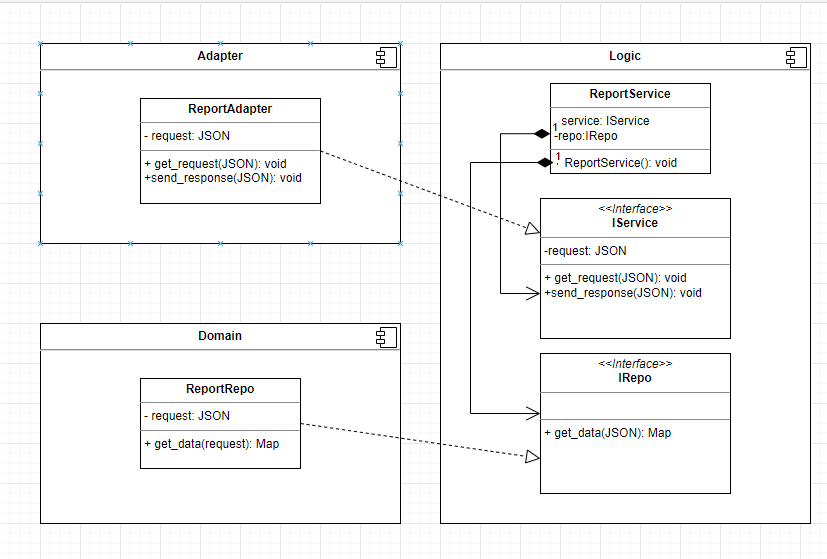 Adapter
ReportAdapter
- request: JSON
+ get_request(JSON): void
+send_response(JSON): void
Logic
ReportService
service: IService
1
-repo:IRepo
1
ReportService(): void
<<Interface>>
IService
-request: JSON
+ get_request(JSON): void
+send_response(JSON): void
Domain
ReportRepo
- request: JSON
+ get_data(request): Map
<<Interface>>
IRepo
+ get_data(JSON): Map